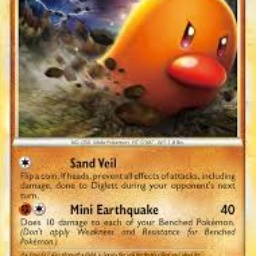 Sand Veil
Flip a coin. If heads, prevent all effects of attacks, including
damage, done to Diglett during your opponent's next
turn.
Mini Earthquake 40
Does 10 damage to each of your Benched Pokémon.
(Don't apply Weakness and Resistance for Benched
Pokémon.)